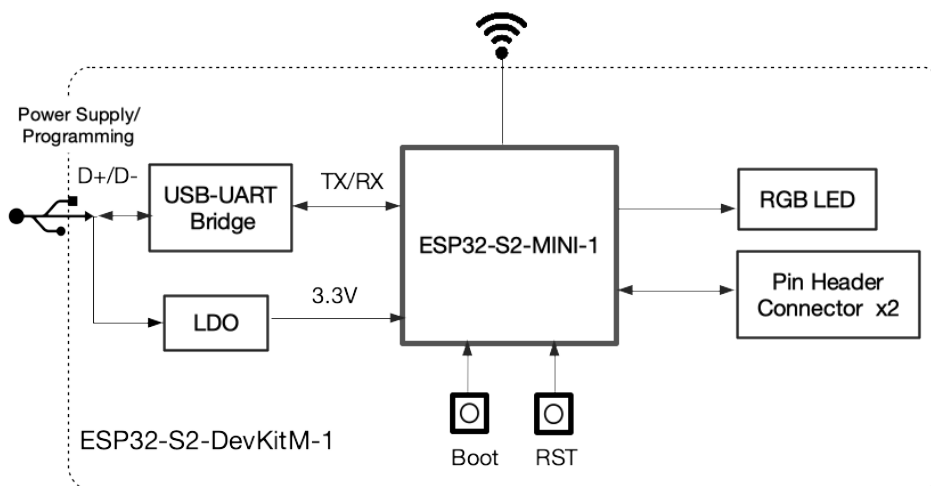 Power Supply/
Programming
D+/D-
USB-UART
Bridge
TX/RX
ESP32-S2-MINI-1
RGB LED
Pin Header
Connector x2
LDO
3.3V
Boot
RST
ESP32-S2-DevKitM-1